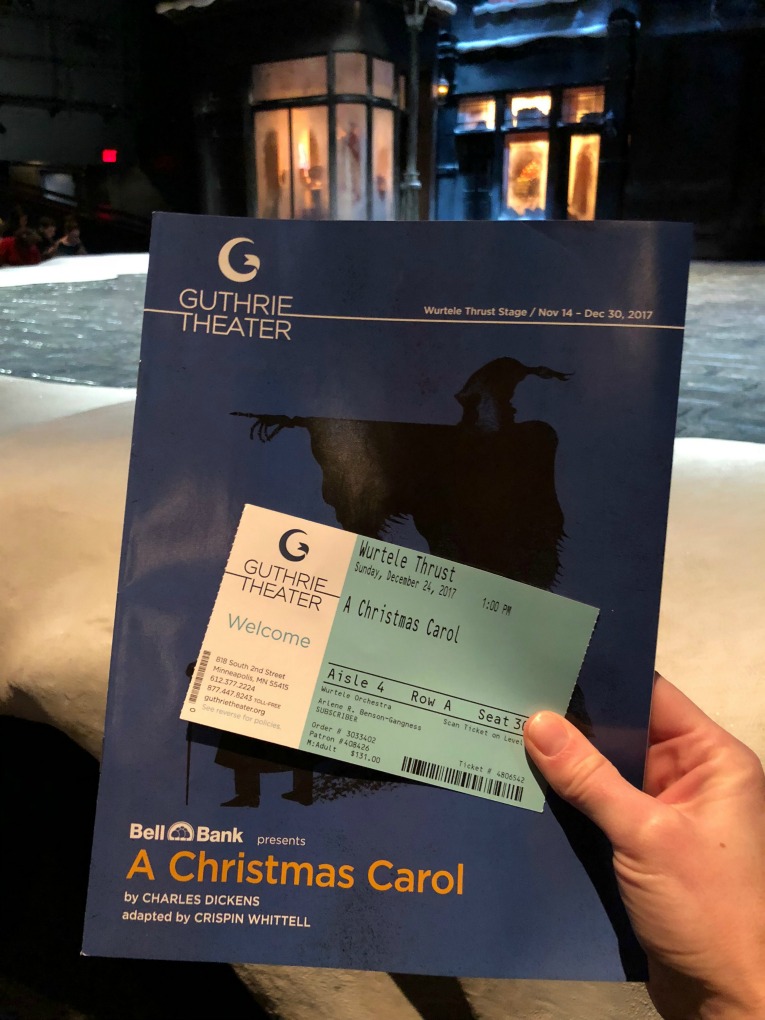 GUTHRIE
THEATER
Wurtele Thrust Stage / Nov 14 – Dec 30, 2017
GUTHRIE
THEATER
Welcome
818 South 2nd Street
Minneapolis, MN 55415
612.377.2224
877.447.8243 TOLL-FREE
guthrietheater.org
See reverse for policies.
Wurtele Thrust
Sunday, December 24, 2017 1:00 PM
A Christmas Carol
Aisle 4 Row A Seat
Wurtele Orchestra Scan Ticket on Level
Arlene R. Benson-Gangness
SUBSCRIBER
Order # 3033402
Patron #408426
M:Adult $131.00
Ticket # 4806542
Bell Bank presents
A Christmas Carol
by CHARLES DICKENS
adapted by CRISPIN WHITTELL